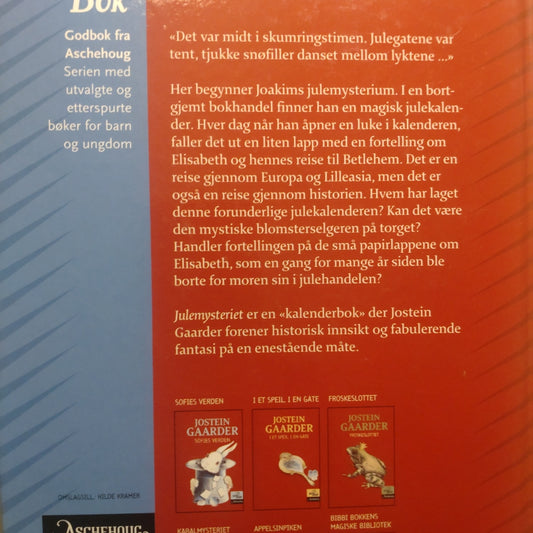 Bok
Godbok fra
Aschehoug
Serien med
utvalgte og
etterspurte
bøker for barn
og ungdom
«Det var midt i skumringstimen. Julegatene var
tent, tjukke snøfiller danset mellom lyktene ...»
Her begynner Joakims julemysterium. I en bort-
gjemt bokhandel finner han en magisk julekalen-
der. Hver dag når han åpner en luke i kalenderen,
faller det ut en liten lapp med en fortelling om
Elisabeth og hennes reise til Betlehem. Det er en
reise gjennom Europa og Lilleasia, men det er
også en reise gjennom historien. Hvem har laget
denne forunderlige julekalenderen? Kan det være
den mystiske blomsterselgeren på torget?
Handler fortellingen på de små papirlappene om
Elisabeth, som en gang for mange år siden ble
borte for moren sin i julehandelen?
Julemysteriet er en «kalenderbok» der Jostein
Gaarder forener historisk innsikt og fabulerende
fantasi på en enestående måte.
SOFIES VERDEN
I ET SPEIL, I EN GATE
FROSKESLOTTET
JOSTEIN
GAARDER
SOFIES VERDEN
JOSTEIN
GAARDER
I ET SPEIL, I EN GATE
JOSTEIN
GAARDER
FROSKESLOTTET
OMSLAGSILL: HILDE KRAMER
ASCHEHOUG
KABALMYSTERIET
APPELSINPIKEN
BIBBI BOKKENS
MAGISKE BIBLIOTEK